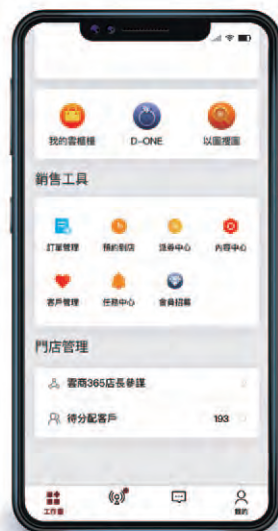 我的雲櫃檯 D-ONE 以圖搜圖
銷售工具
訂單管理 預約到店 派券中心 內容中心
客戶管理 任務中心 會員招募
門店管理
雲商365店長參謀
待分配客戶 193
工作臺 我的